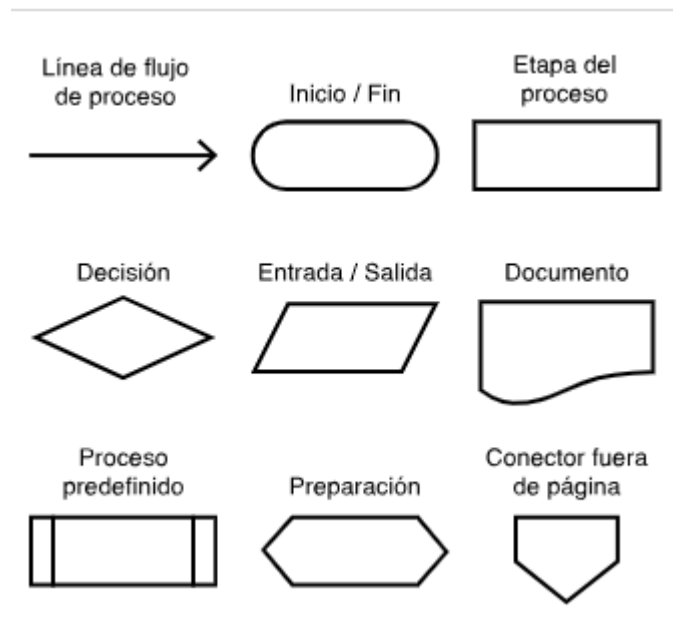 Línea de flujo
de proceso
Inicio / Fin
Etapa del
proceso
Decisión
Entrada / Salida
Documento
Proceso
predefinido
Preparación
Conector fuera
de página